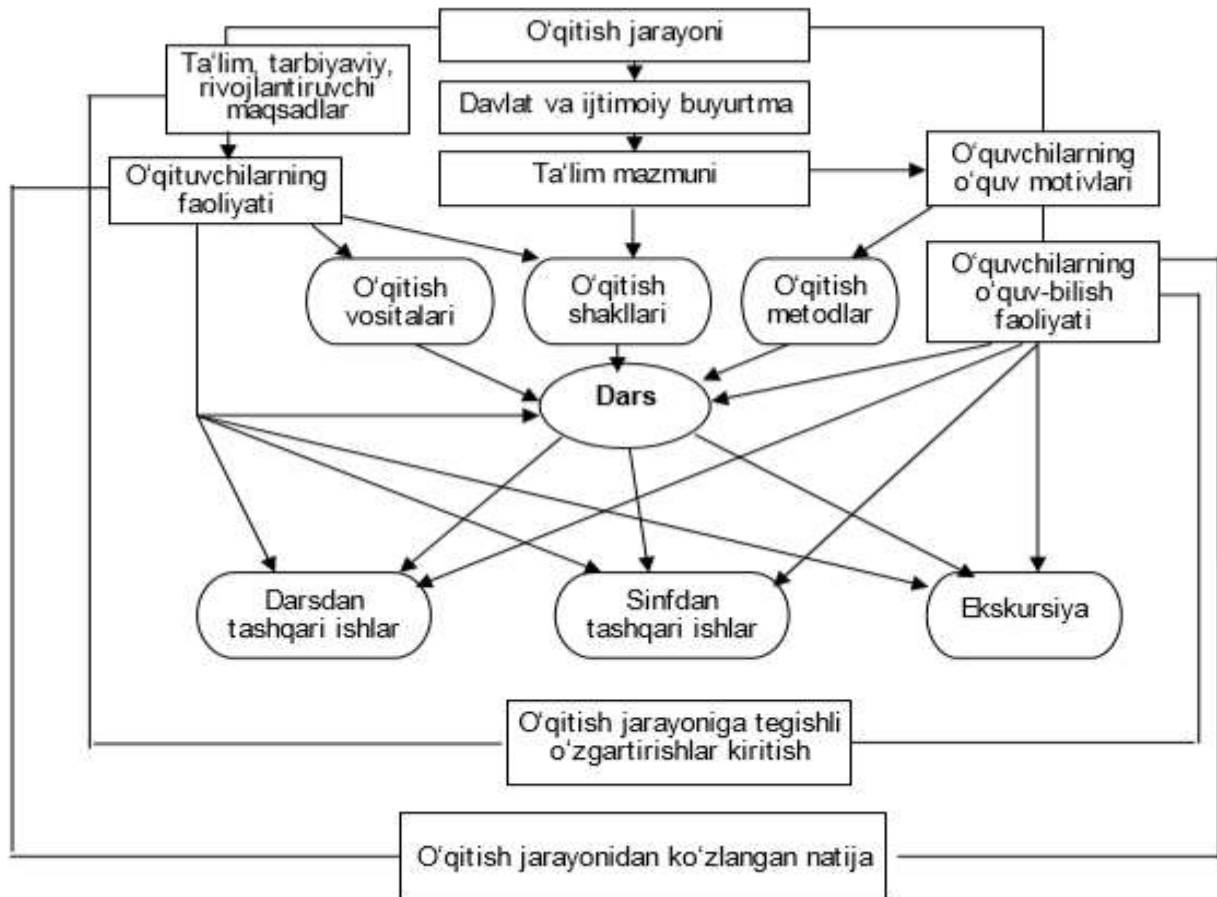 O‘qitish jarayoni
Ta‘lim, tarbiyaviy,
rivojlantiruvchi
maqsadlar
Davlat va ijtimoiy buyurtma
O‘qituvchilarning
faoliyati
Ta‘lim mazmuni
O‘quvchilarning
o‘quv motivlari
O‘qitish
vositalari
O‘qitish
shakllari
O‘qitish
metodlar
O‘quvchilarning
o‘quv-bilish
faoliyati
Dars
Darsdan
tashqari ishlar
Sinfdan
tashqari ishlar
Ekskursiya
O‘qitish jarayoniga tegishli
o‘zgartirishlar kiritish
O‘qitish jarayonidan ko‘zlangan natija